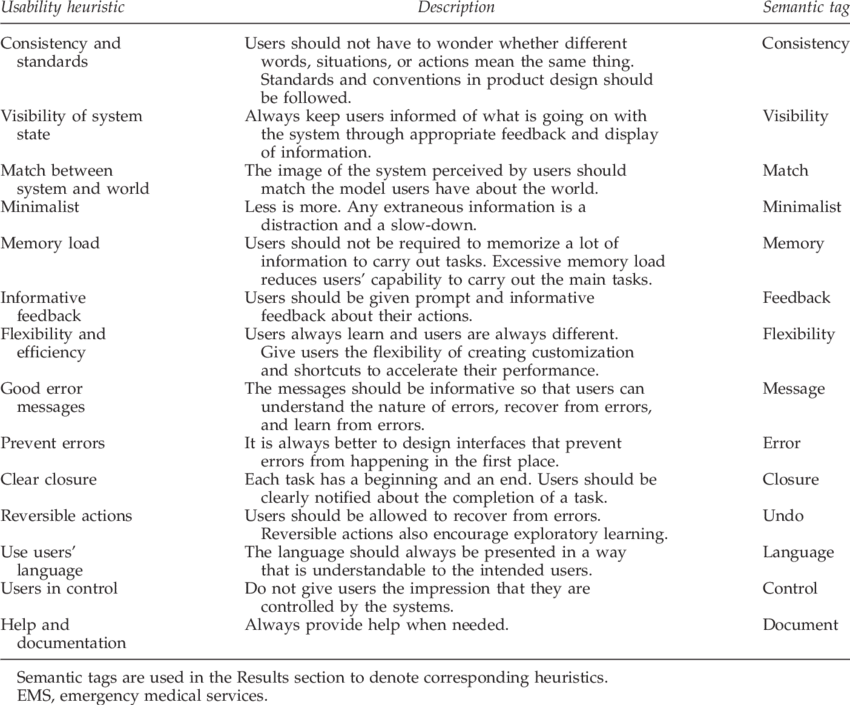 Usability heuristic Description Semantic tag
Consistency and standards Users should not have to wonder whether different words, situations, or actions mean the same thing. Standards and conventions in product design should be followed. Consistency
Visibility of system state Always keep users informed of what is going on with the system through appropriate feedback and display of information. Visibility
Match between system and world The image of the system perceived by users should match the model users have about the world. Match
Minimalist Less is more. Any extraneous information is a distraction and a slow-down. Minimalist
Memory load Users should not be required to memorize a lot of information to carry out tasks. Excessive memory load reduces users’ capability to carry out the main tasks. Memory
Informative feedback Users should be given prompt and informative feedback about their actions. Feedback
Flexibility and efficiency Users always learn and users are always different. Give users the flexibility of creating customization and shortcuts to accelerate their performance. Flexibility
Good error messages The messages should be informative so that users can understand the nature of errors, recover from errors, and learn from errors. Message
Prevent errors It is always better to design interfaces that prevent errors from happening in the first place. Error
Clear closure Each task has a beginning and an end. Users should be clearly notified about the completion of a task. Closure
Reversible actions Users should be allowed to recover from errors. Reversible actions also encourage exploratory learning. Undo
Use users’ language The language should always be presented in a way that is understandable to the intended users. Language
Users in control Do not give users the impression that they are controlled by the systems. Control
Help and documentation Always provide help when needed. Document
Semantic tags are used in the Results section to denote corresponding heuristics.
EMS, emergency medical services.